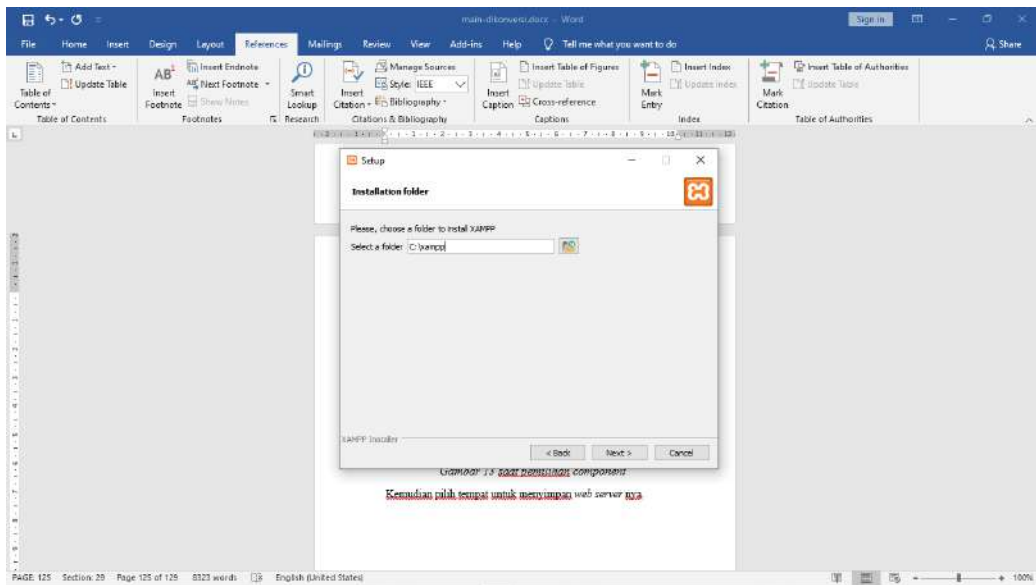 main-dikonversi.docx - Word
Sign in
File Home Insert Design Layout References Mailings Review View Add-ins Help Tell me what you want to do Share
Table of Contents
Add Text
Update Table
Table of Contents
AB¹
Insert Footnote
Insert Endnote
Next Footnote
Show Notes
Footnotes
Smart Lookup
Research
Insert Citation
Manage Sources
Style: IEEE
Bibliography
Citations & Bibliography
Insert Caption
Insert Table of Figures
Update Table
Cross-reference
Captions
Mark Entry
Insert Index
Update Index
Index
Mark Citation
Insert Table of Authorities
Update Table
Table of Authorities
Setup
Installation folder
Please, choose a folder to install XAMPP
Select a folder C:\xampp
XAMPP Installer
< Back Next > Cancel
Gambar 13 saat pemilihan component
Kemudian pilih tempat untuk menyimpan web server nya
PAGE: 125 Section: 29 Page 125 of 129 8323 words English (United States) 100%